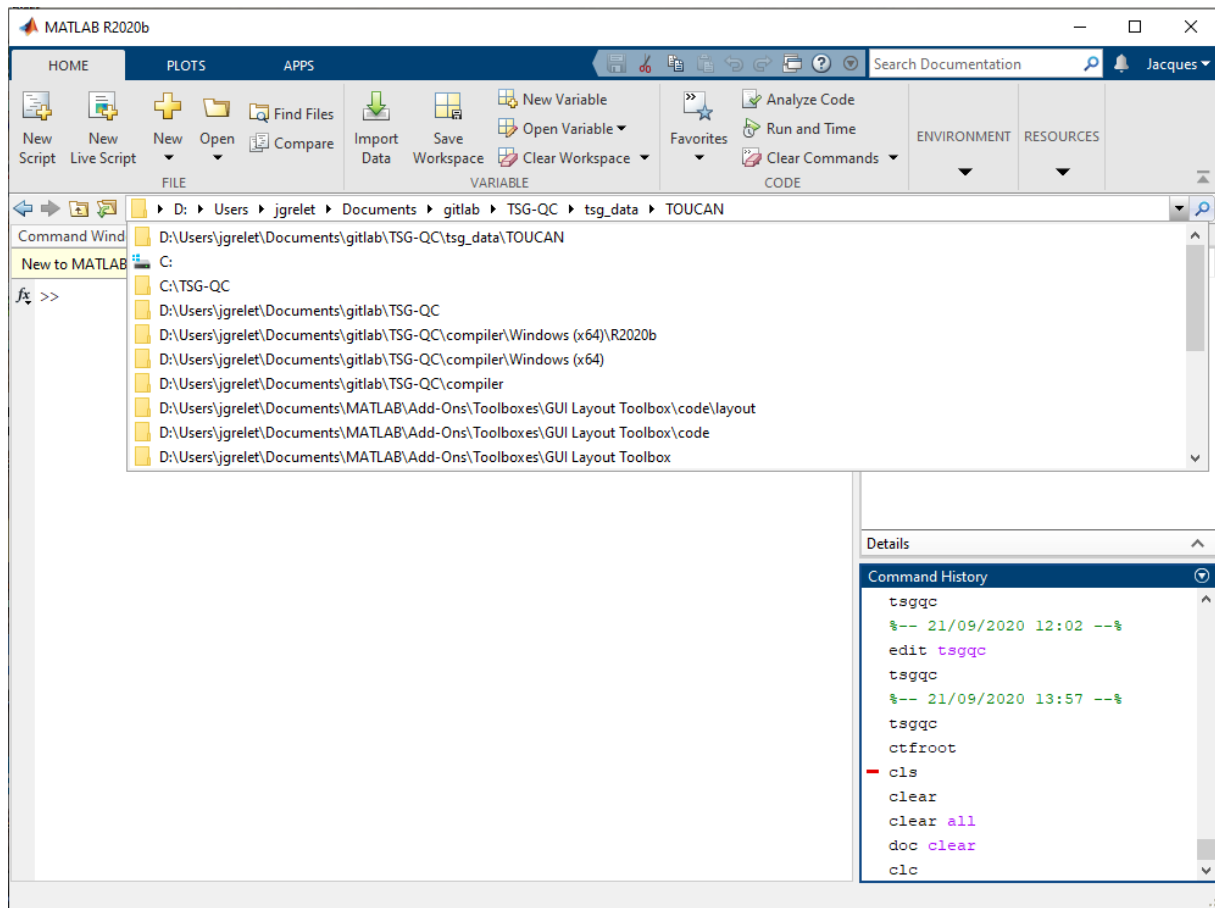 MATLAB R2020b
HOME PLOTS APPS Search Documentation Jacques
New Script
New Live Script
New
Open
Find Files
Compare
Import Data
Save Workspace
New Variable
Open Variable
Clear Workspace
Favorites
Analyze Code
Run and Time
Clear Commands
ENVIRONMENT
RESOURCES
FILE VARIABLE CODE
D: Users jgrelet Documents gitlab TSG-QC tsg_data TOUCAN
Command Wind
New to MATLAB
fx >>
D:\Users\jgrelet\Documents\gitlab\TSG-QC\tsg_data\TOUCAN
C:
C:\TSG-QC
D:\Users\jgrelet\Documents\gitlab\TSG-QC
D:\Users\jgrelet\Documents\gitlab\TSG-QC\compiler\Windows (x64)\R2020b
D:\Users\jgrelet\Documents\gitlab\TSG-QC\compiler\Windows (x64)
D:\Users\jgrelet\Documents\gitlab\TSG-QC\compiler
D:\Users\jgrelet\Documents\MATLAB\Add-Ons\Toolboxes\GUI Layout Toolbox\code\layout
D:\Users\jgrelet\Documents\MATLAB\Add-Ons\Toolboxes\GUI Layout Toolbox\code
D:\Users\jgrelet\Documents\MATLAB\Add-Ons\Toolboxes\GUI Layout Toolbox
Details
Command History
tsgqc
%-- 21/09/2020 12:02 --%
edit tsgqc
tsgqc
%-- 21/09/2020 13:57 --%
tsgqc
ctfroot
cls
clear
clear all
doc clear
clc